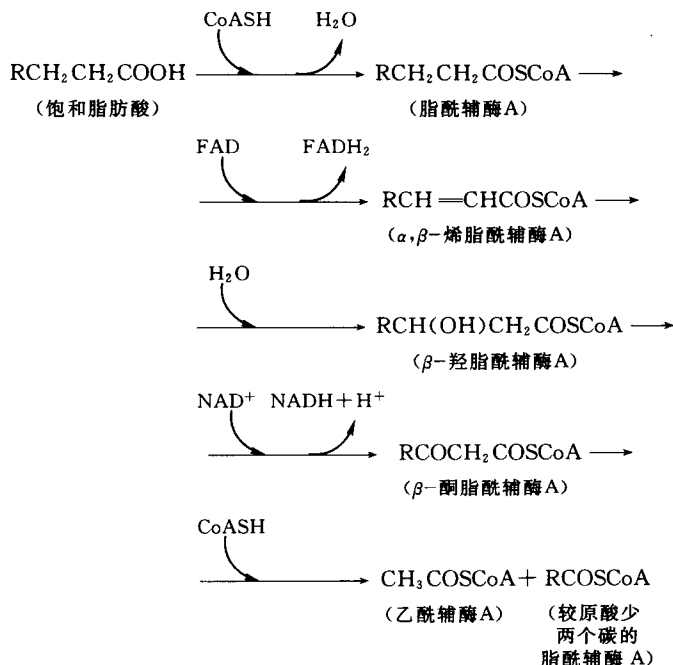 CoASH H₂O
RCH₂CH₂COOH RCH₂CH₂COSCoA
(饱和脂肪酸) (脂酰辅酶A)
FAD FADH₂
RCH=CHCOSCoA
(α,β-烯脂酰辅酶A)
H₂O
RCH(OH)CH₂COSCoA
(β-羟脂酰辅酶A)
NAD⁺ NADH+H⁺
RCOCH₂COSCoA
(β-酮脂酰辅酶A)
CoASH
CH₃COSCoA+RCOSCoA
(乙酰辅酶A) (较原酸少
两个碳的
脂酰辅酶A)